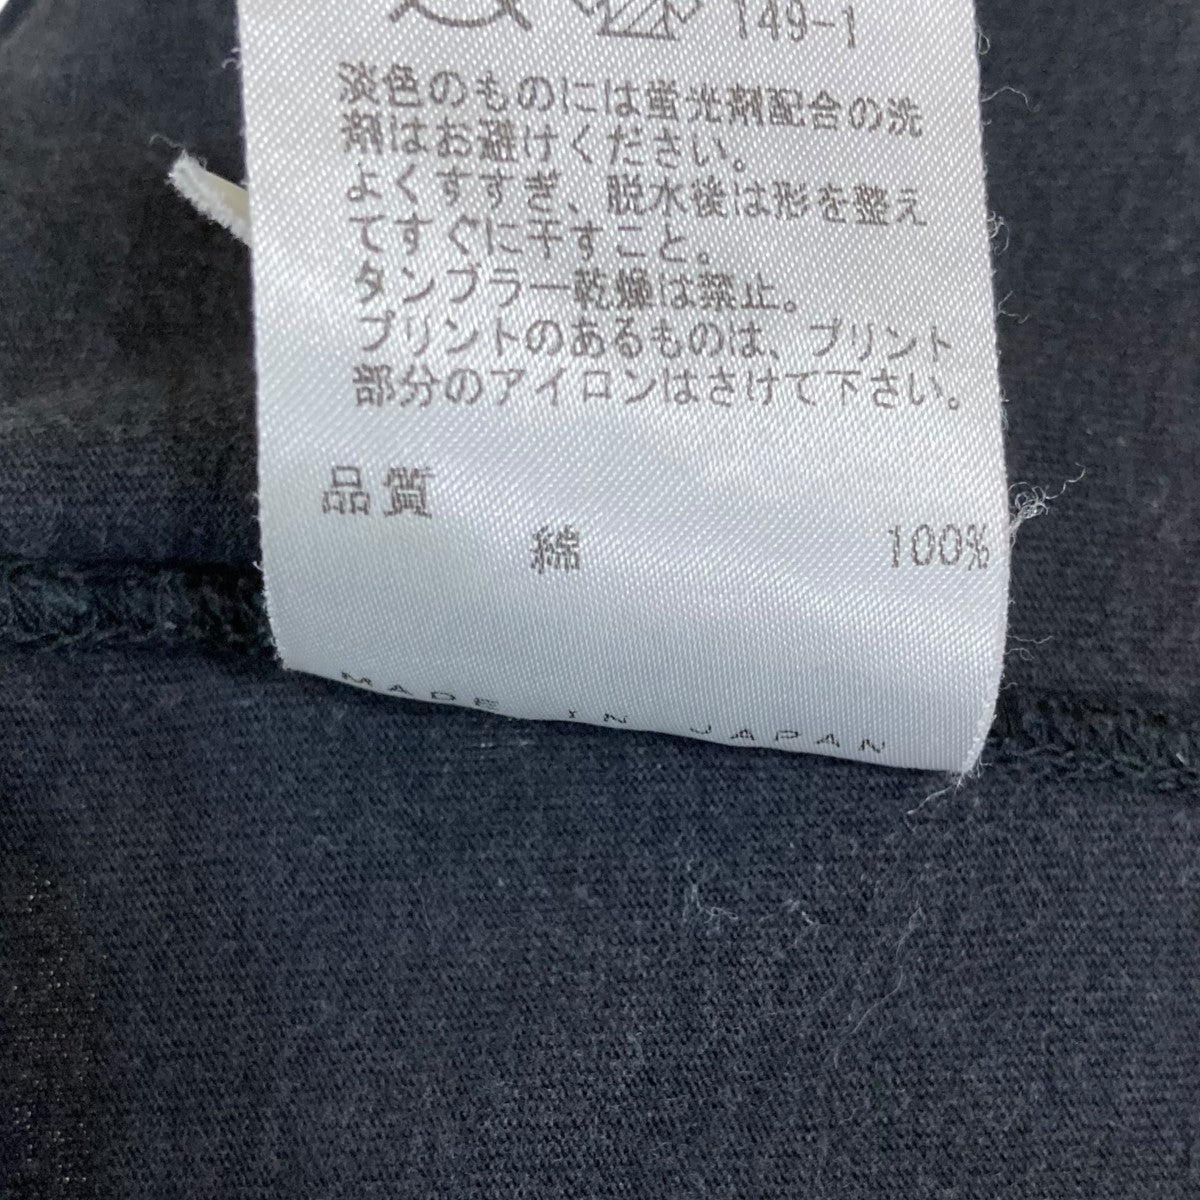 149-1
淡色のものには蛍光剤配合の洗
剤はお避けください。
よくすすぎ、脱水後は形を整え
てすぐに干すこと。
タンブラー乾燥は禁止。
プリントのあるものは、プリント
部分のアイロンはさけて下さい。
品質
綿 100%
MADE IN JAPAN